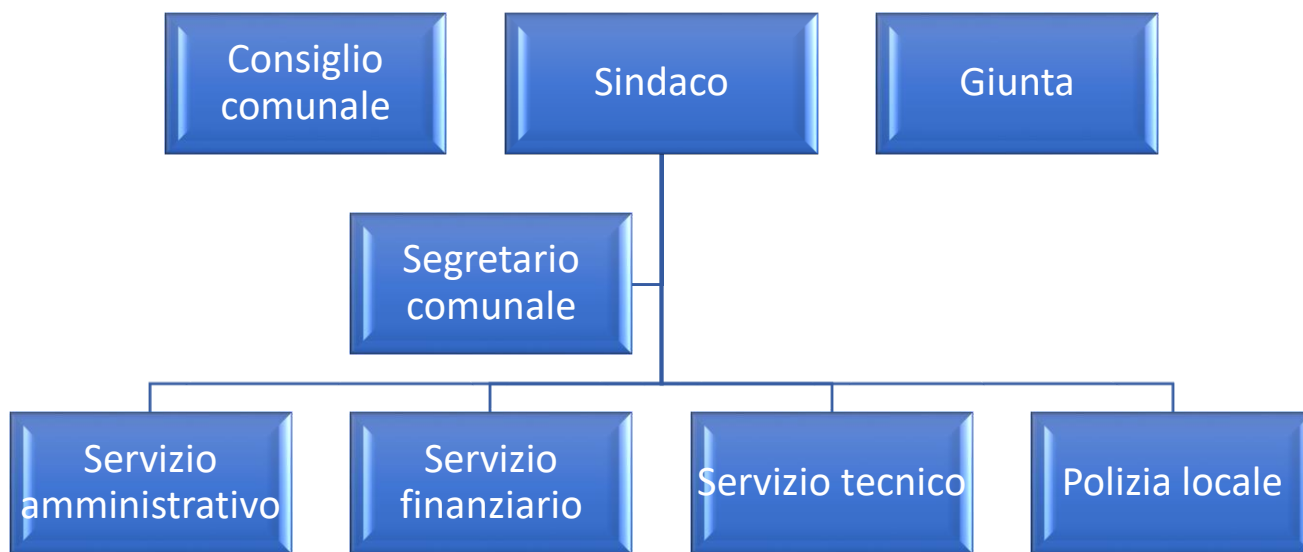 Consiglio
comunale
Sindaco
Giunta
Segretario
comunale
Servizio
amministrativo
Servizio
finanziario
Servizio tecnico
Polizia locale